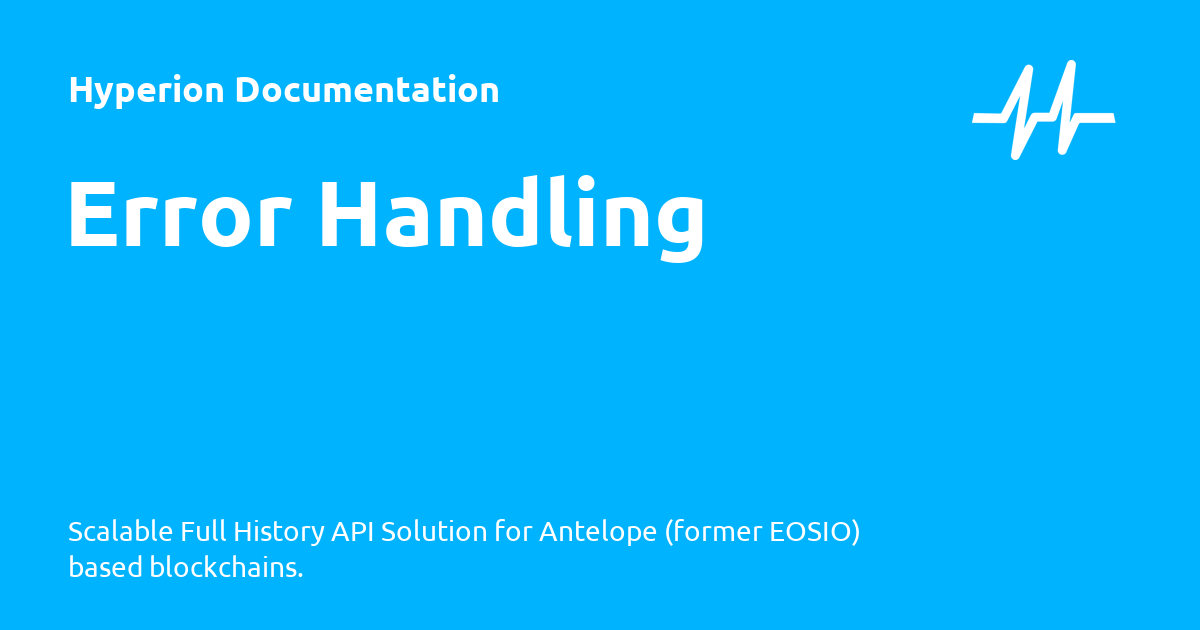 Hyperion Documentation
Error Handling
Scalable Full History API Solution for Antelope (former EOSIO)
based blockchains.